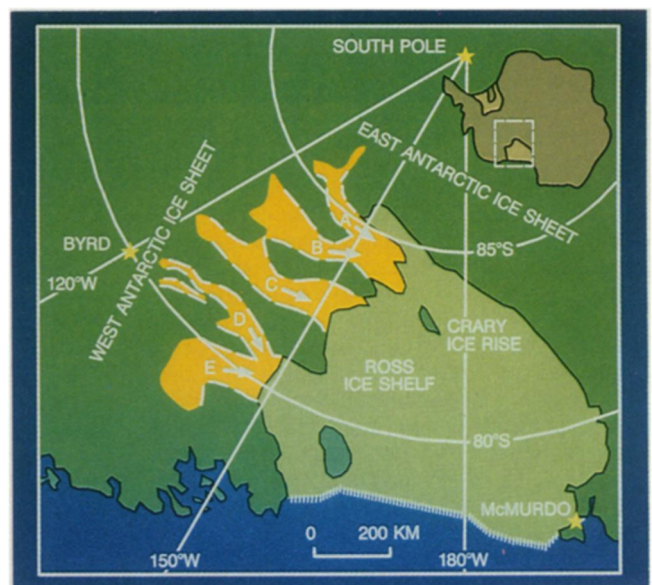 SOUTH POLE
EAST ANTARCTIC ICE SHEET
WEST ANTARCTIC ICE SHEET
A
BYRD
B
85°S
120°W
C
D
CRARY
ICE RISE
E
ROSS
ICE SHELF
80°S
McMURDO
0 200 KM
150°W
180°W